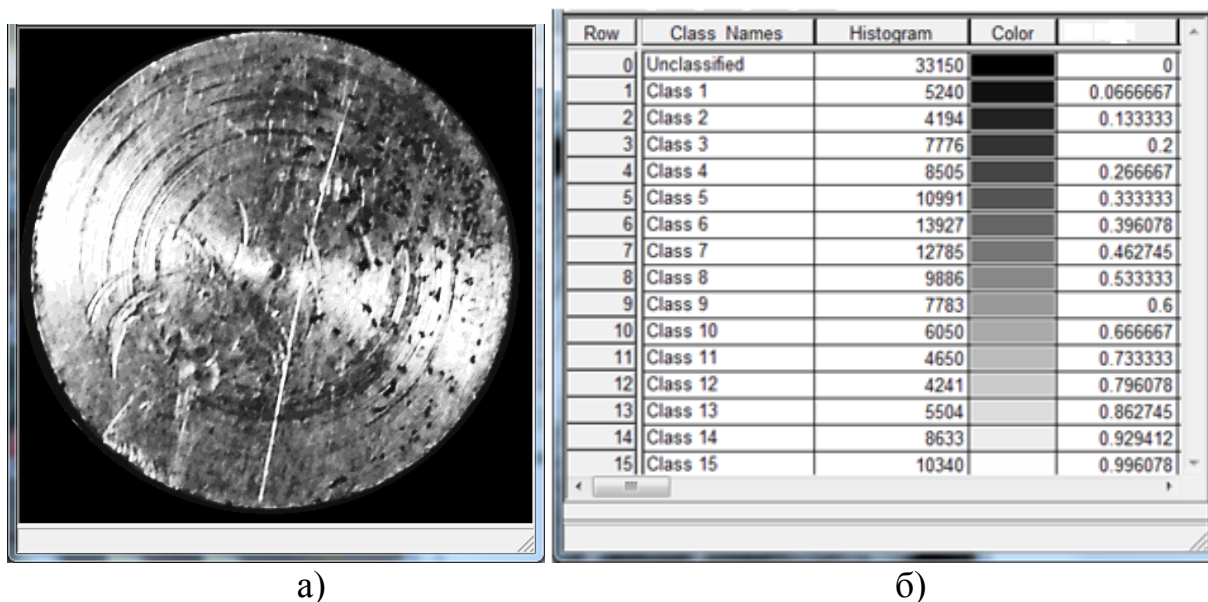 Row Class Names Histogram Color
0 Unclassified 33150 0
1 Class 1 5240 0.0666667
2 Class 2 4194 0.133333
3 Class 3 7776 0.2
4 Class 4 8505 0.266667
5 Class 5 10991 0.333333
6 Class 6 13927 0.396078
7 Class 7 12785 0.462745
8 Class 8 9886 0.533333
9 Class 9 7783 0.6
10 Class 10 6050 0.666667
11 Class 11 4650 0.733333
12 Class 12 4241 0.796078
13 Class 13 5504 0.862745
14 Class 14 8633 0.929412
15 Class 15 10340 0.996078
а) б)